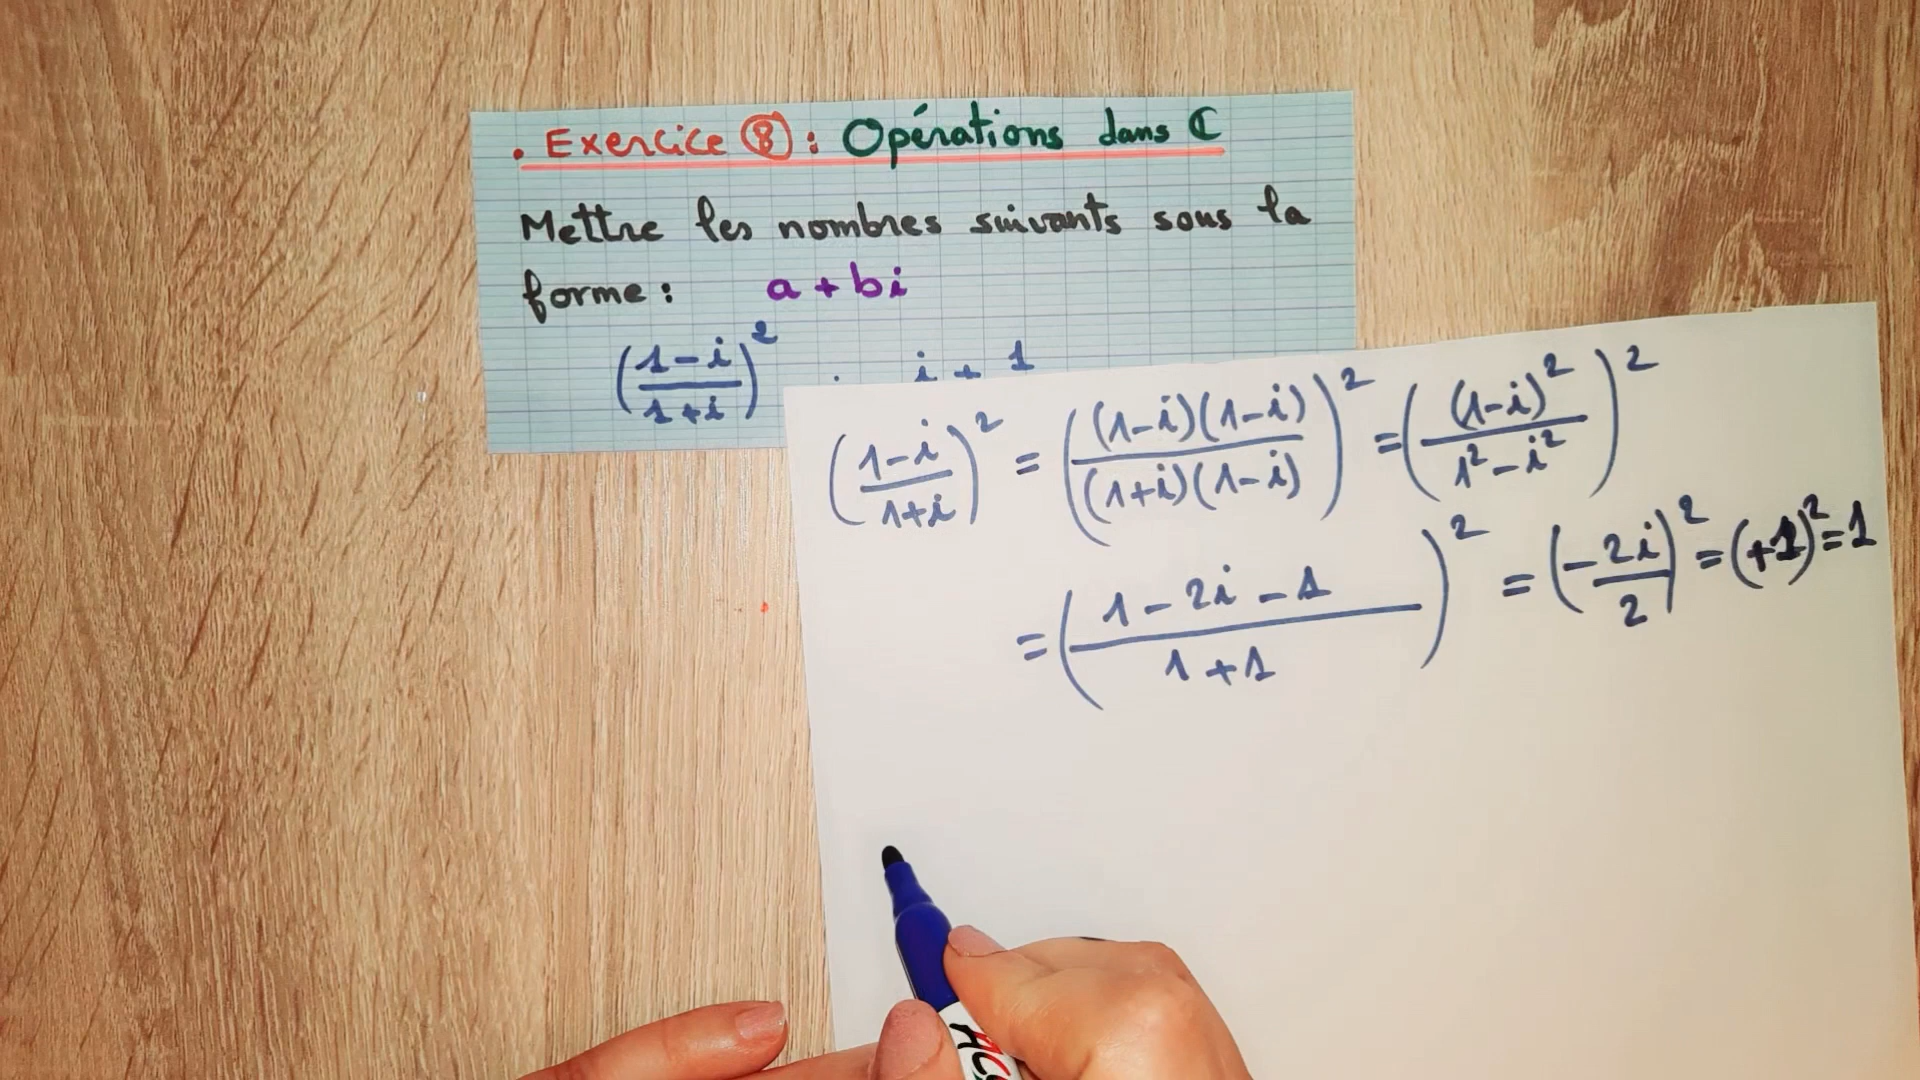 . Exercice ⑧ : Opérations dans ℂ
Mettre les nombres suivants sous la
forme : a + bi
((1-i)/(1+i))² . i + 1
((1-i)/(1+i))² = (((1-i)(1-i))/((1+i)(1-i)))² = ((1-i)²/(1²-i²))²
= ((1-2i-1)/(1+1))² = (-2i/2)² = (+1)² = 1